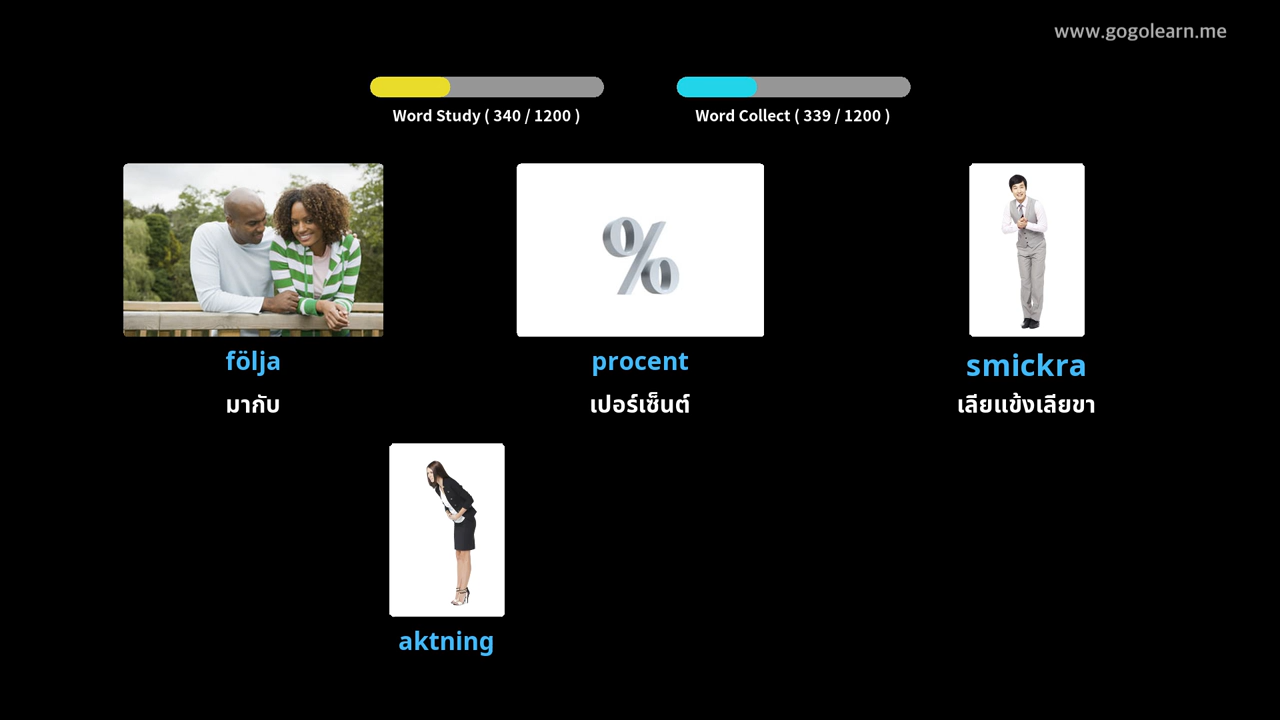 www.gogolearn.me
Word Study ( 340 / 1200 )
Word Collect ( 339 / 1200 )
följa
procent
smickra
มากับ
เปอร์เซ็นต์
เลียแข้งเลียขา
aktning